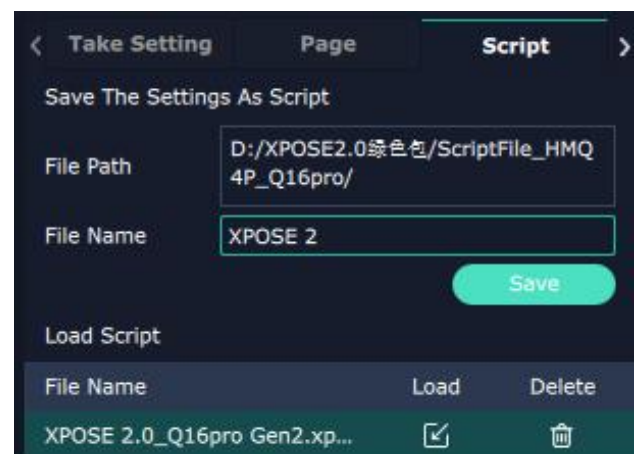 Take Setting Page Script
Save The Settings As Script
File Path
D:/XPOSE2.0绿色包/ScriptFile_HMQ
4P_Q16pro/
File Name XPOSE 2
Save
Load Script
File Name Load Delete
XPOSE 2.0_Q16pro Gen2.xp...